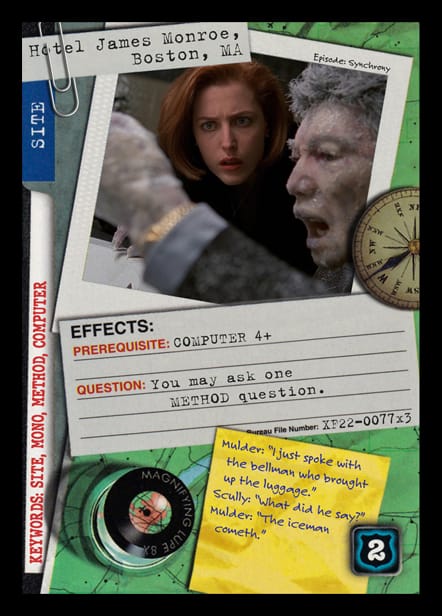 Hotel James Monroe,
Boston, MA
Episode: Synchrony
SITE
KEYWORDS: SITE, MONO, METHOD, COMPUTER
EFFECTS:
PREREQUISITE: COMPUTER 4+
QUESTION: You may ask one
METHOD question.
Bureau File Number: XF22-0077x3
MAGNIFYING LUPE 8X
Mulder: "I just spoke with
the bellman who brought
up the luggage."
Scully: "What did he say?"
Mulder: "The iceman
cometh."
2